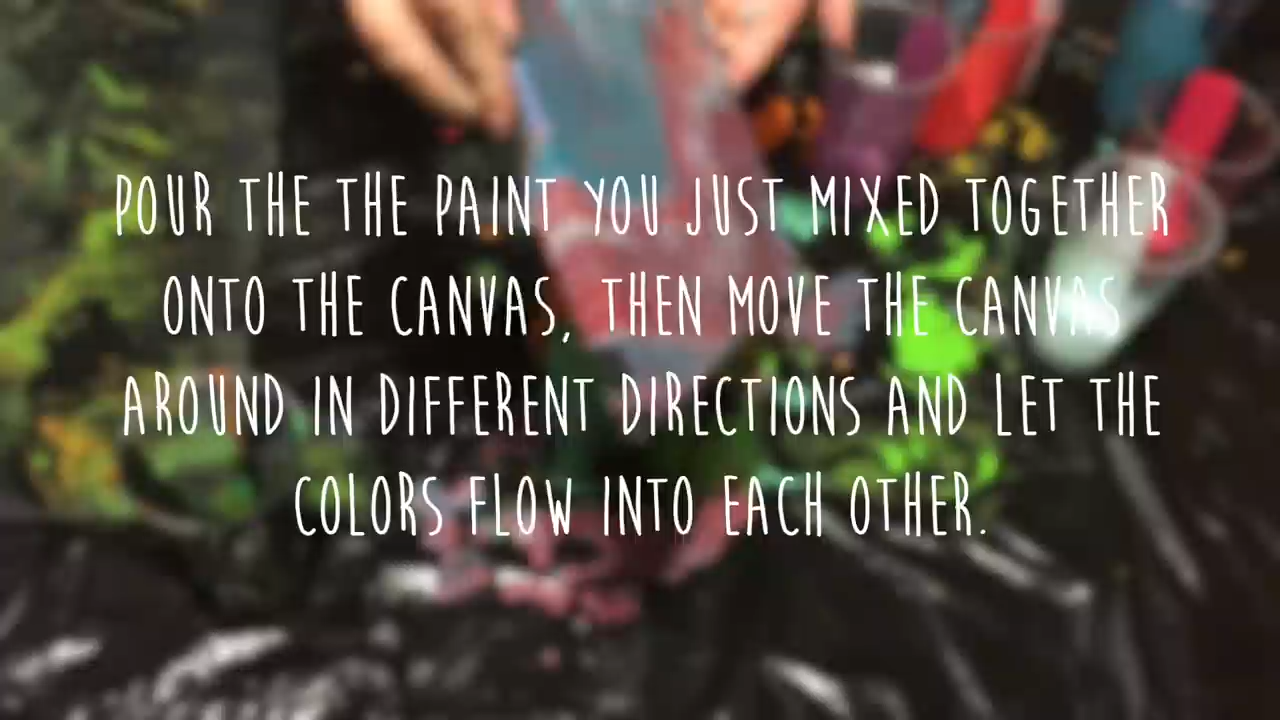 POUR THE THE PAINT YOU JUST MIXED TOGETHER
ONTO THE CANVAS, THEN MOVE THE CANVAS
AROUND IN DIFFERENT DIRECTIONS AND LET THE
COLORS FLOW INTO EACH OTHER.